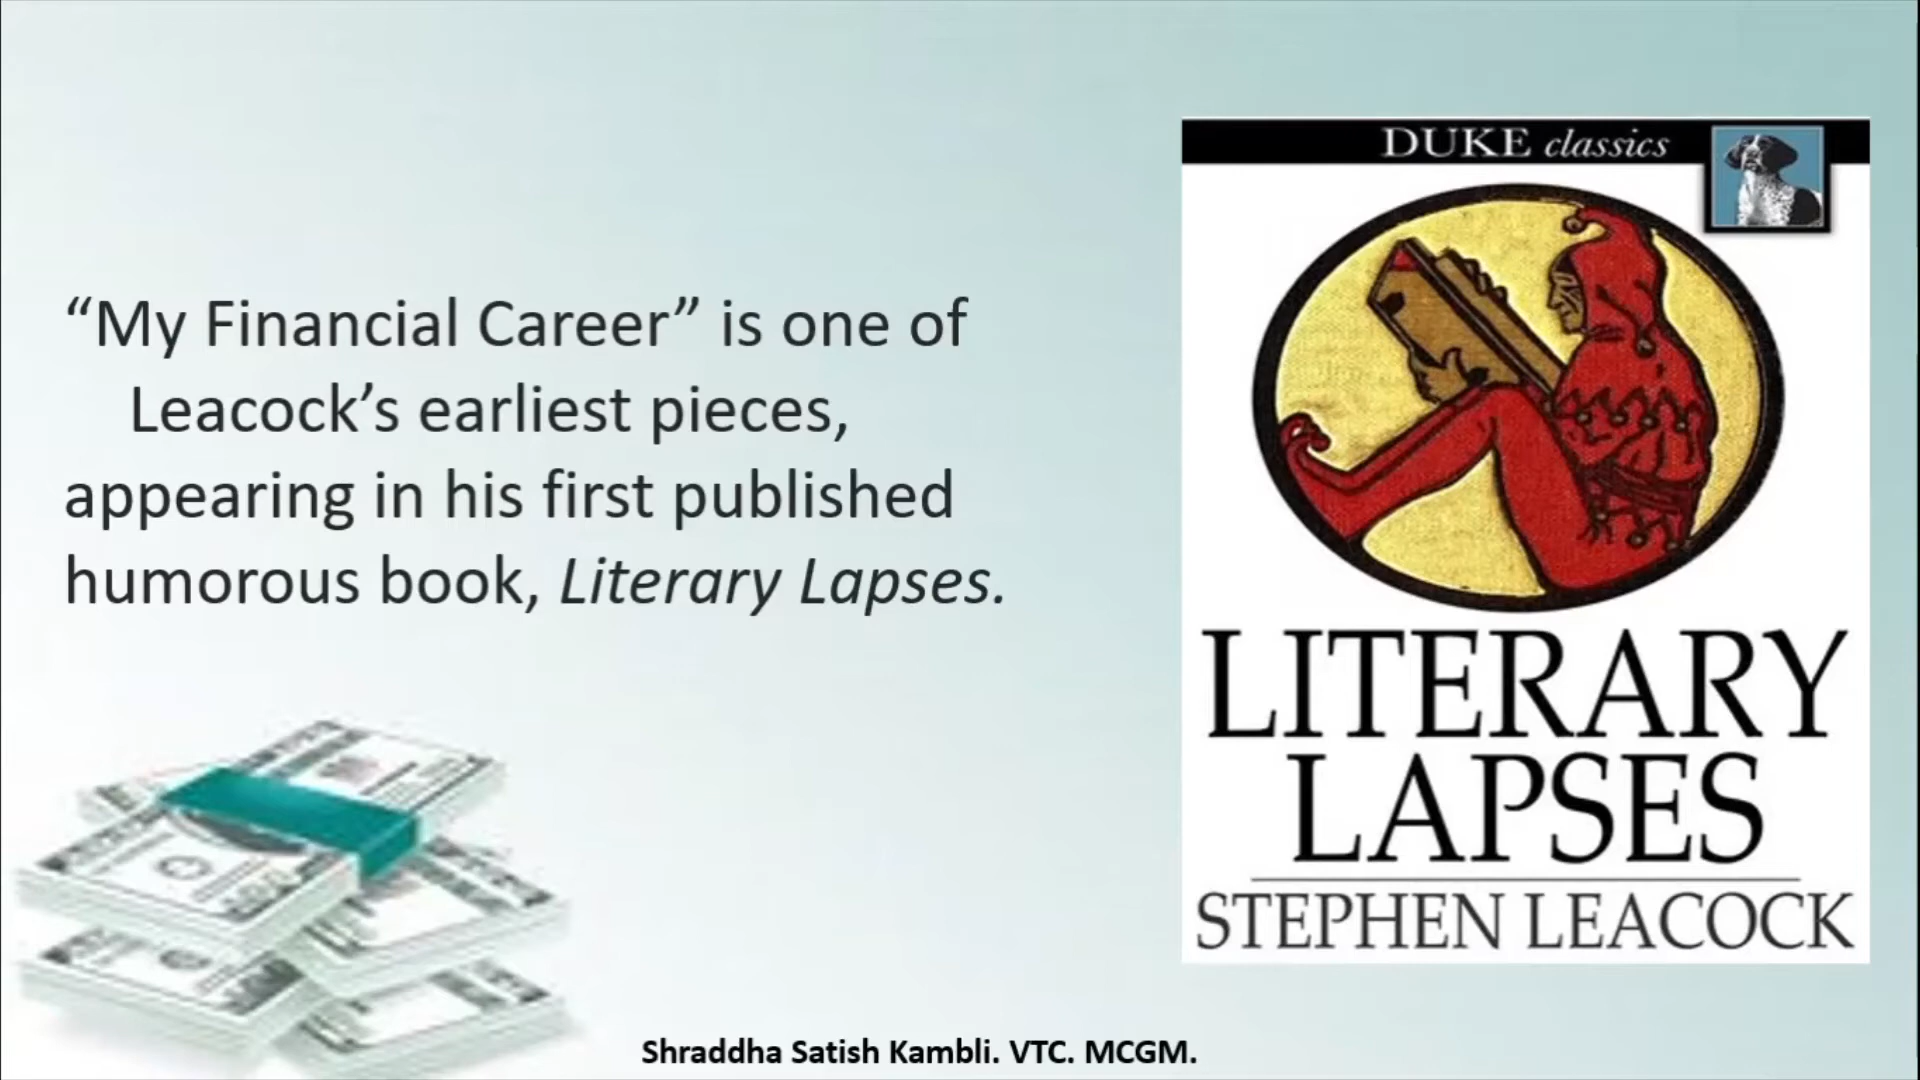 “My Financial Career” is one of
Leacock’s earliest pieces,
appearing in his first published
humorous book, Literary Lapses.
DUKE classics
LITERARY
LAPSES
STEPHEN LEACOCK
Shraddha Satish Kambli. VTC. MCGM.